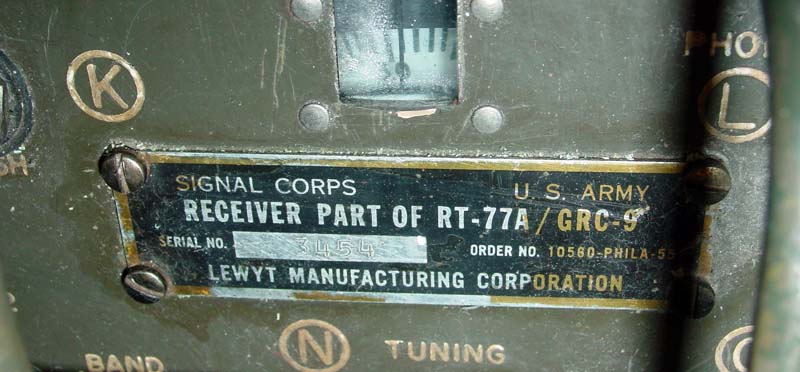 PHO
K
L
SH
SIGNAL CORPS U. S. ARMY
RECEIVER PART OF RT-77A / GRC-9
SERIAL NO. 3454 ORDER NO. 10560-PHILA-55
LEWYT MANUFACTURING CORPORATION
BAND N TUNING